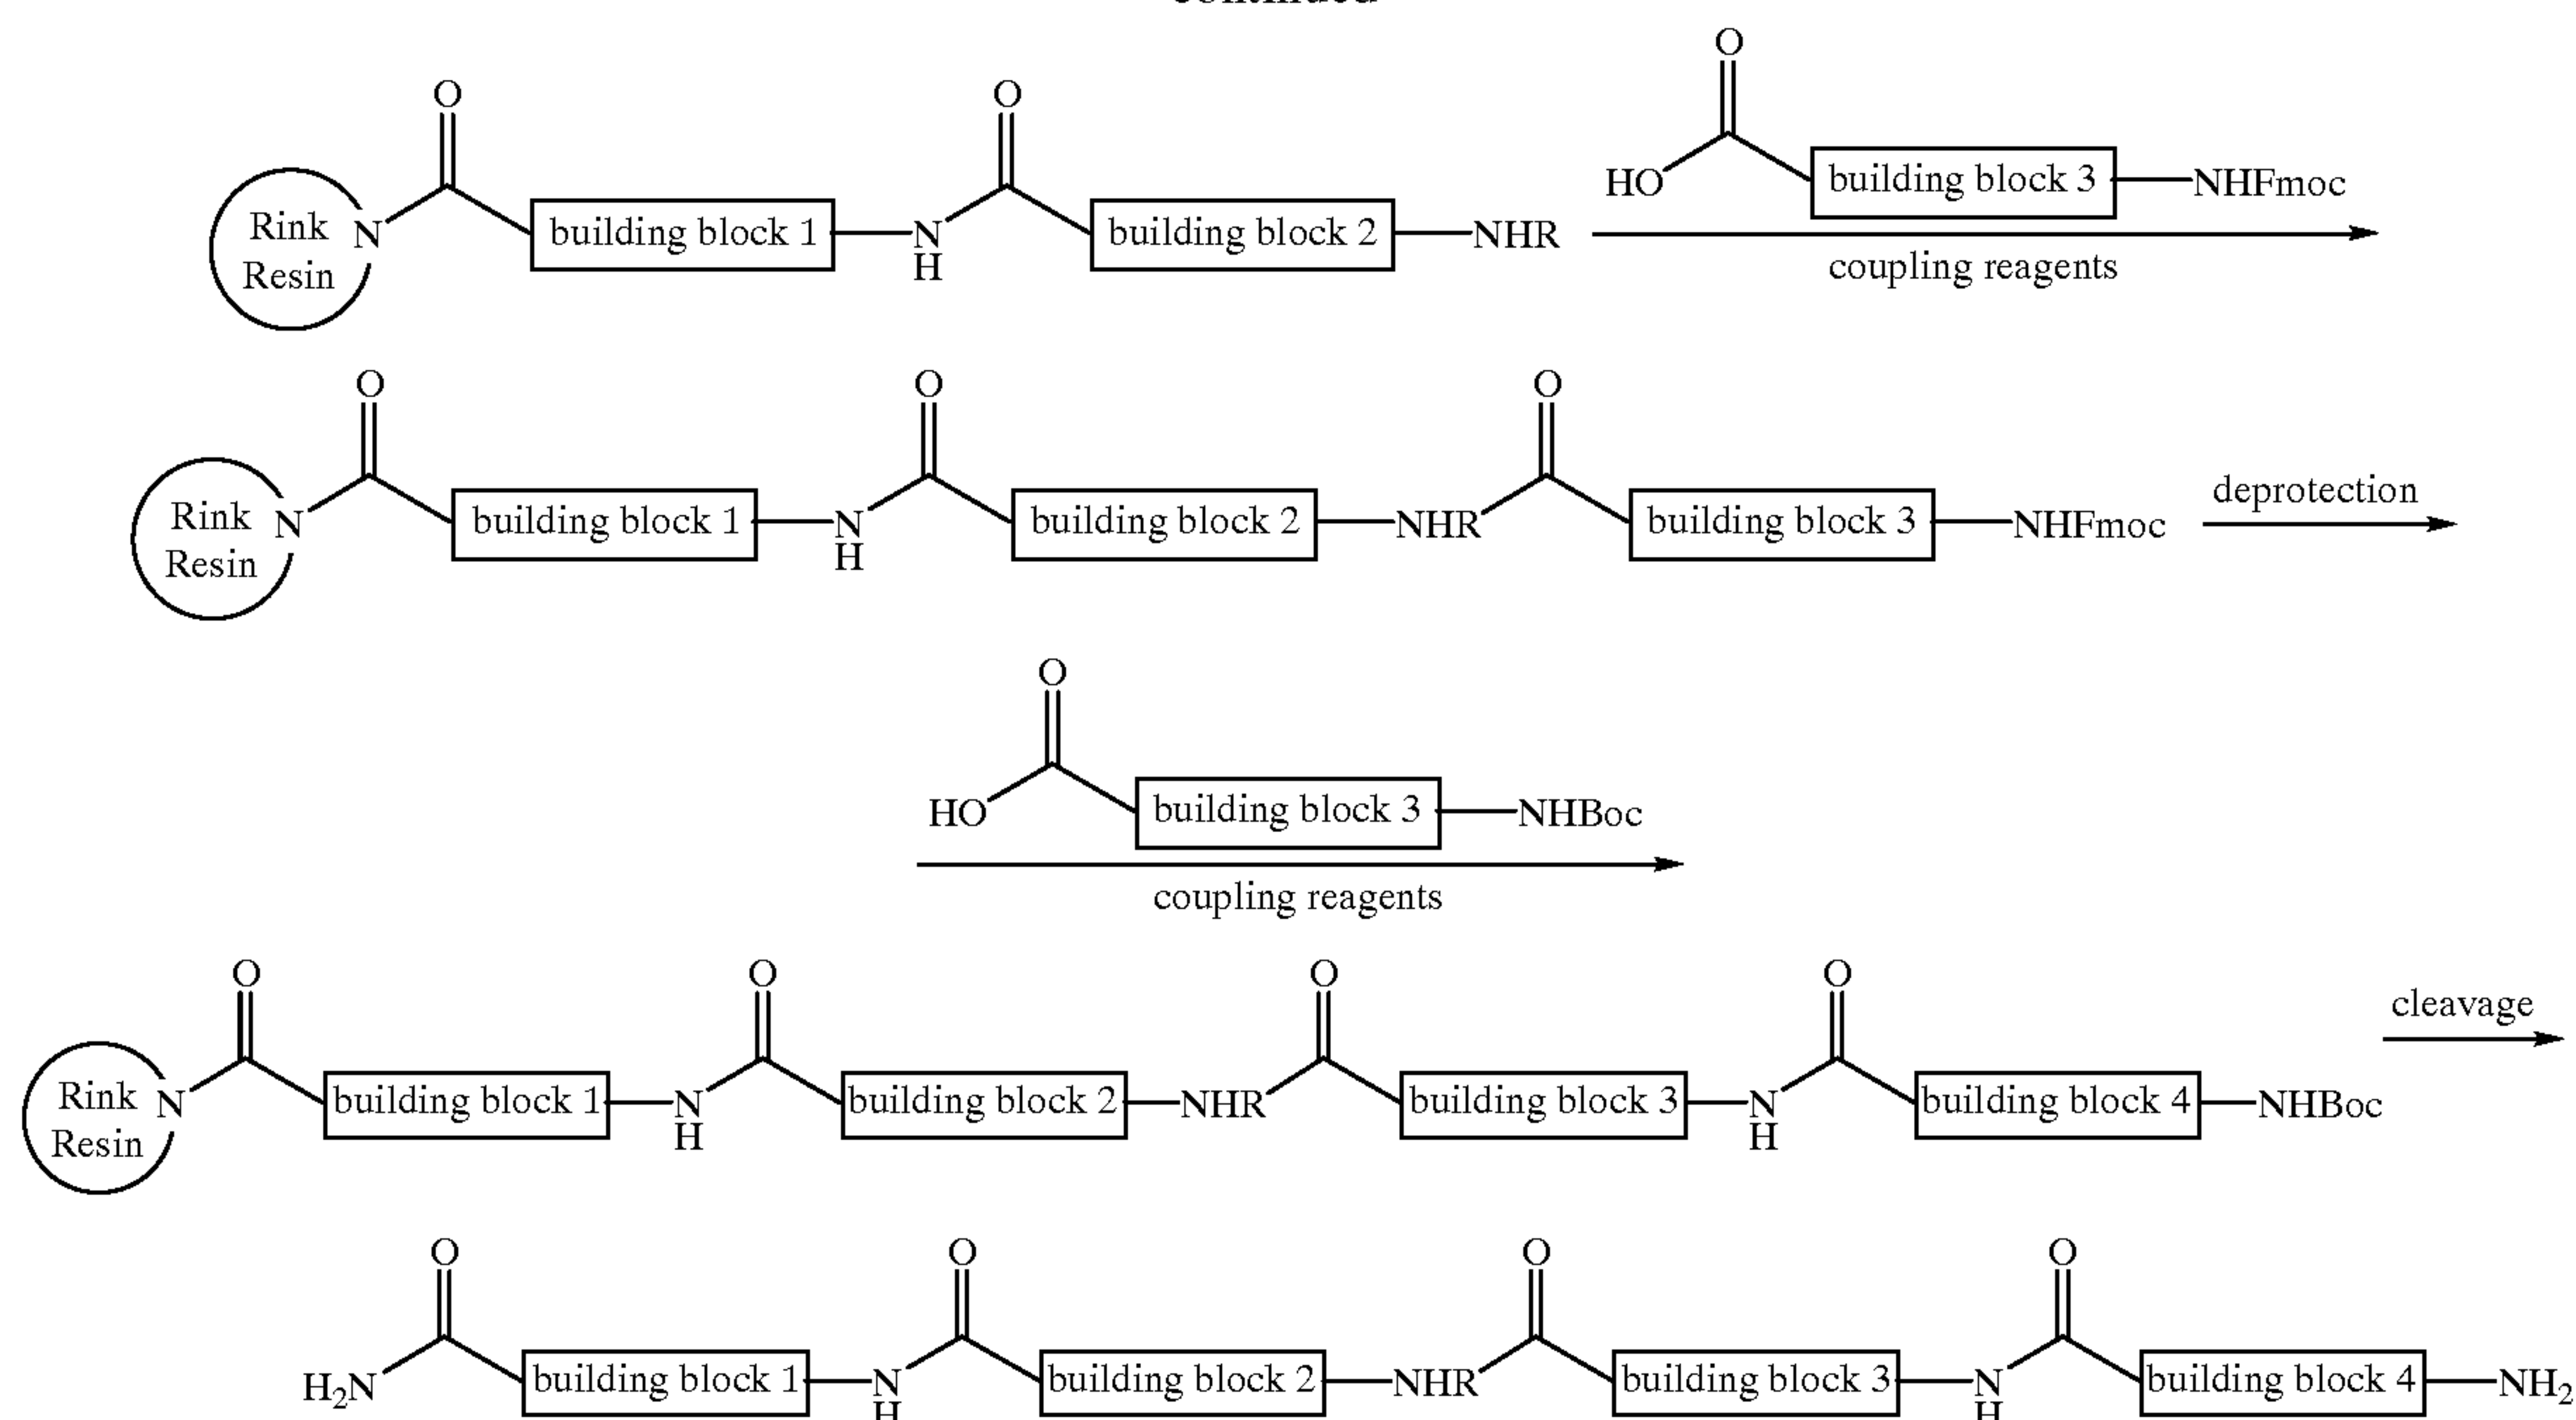 -continued
O O O
HO building block 3 NHFmoc
Rink Resin N building block 1 N H building block 2 NHR
coupling reagents
O O O
Rink Resin N building block 1 N H building block 2 NHR building block 3 NHFmoc
deprotection
O
HO building block 3 NHBoc
coupling reagents
O O O O
cleavage
Rink Resin N building block 1 N H building block 2 NHR building block 3 N H building block 4 NHBoc
O O O O
H2N building block 1 N H building block 2 NHR building block 3 N H building block 4 NH2